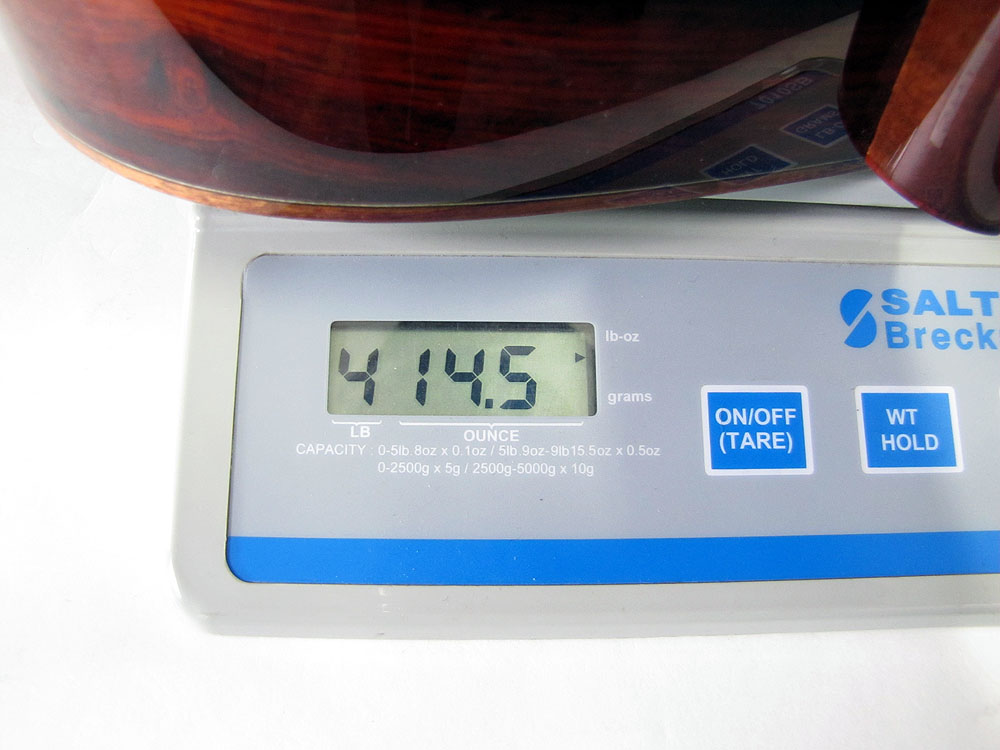 SALT
Breck
lb-oz
4 14.5
grams
LB
OUNCE
ON/OFF
(TARE)
WT
HOLD
CAPACITY : 0-5lb 8oz x 0.1oz / 5lb 9oz-9lb15.5oz x 0.5oz
0-2500g x 5g / 2500g-5000g x 10g